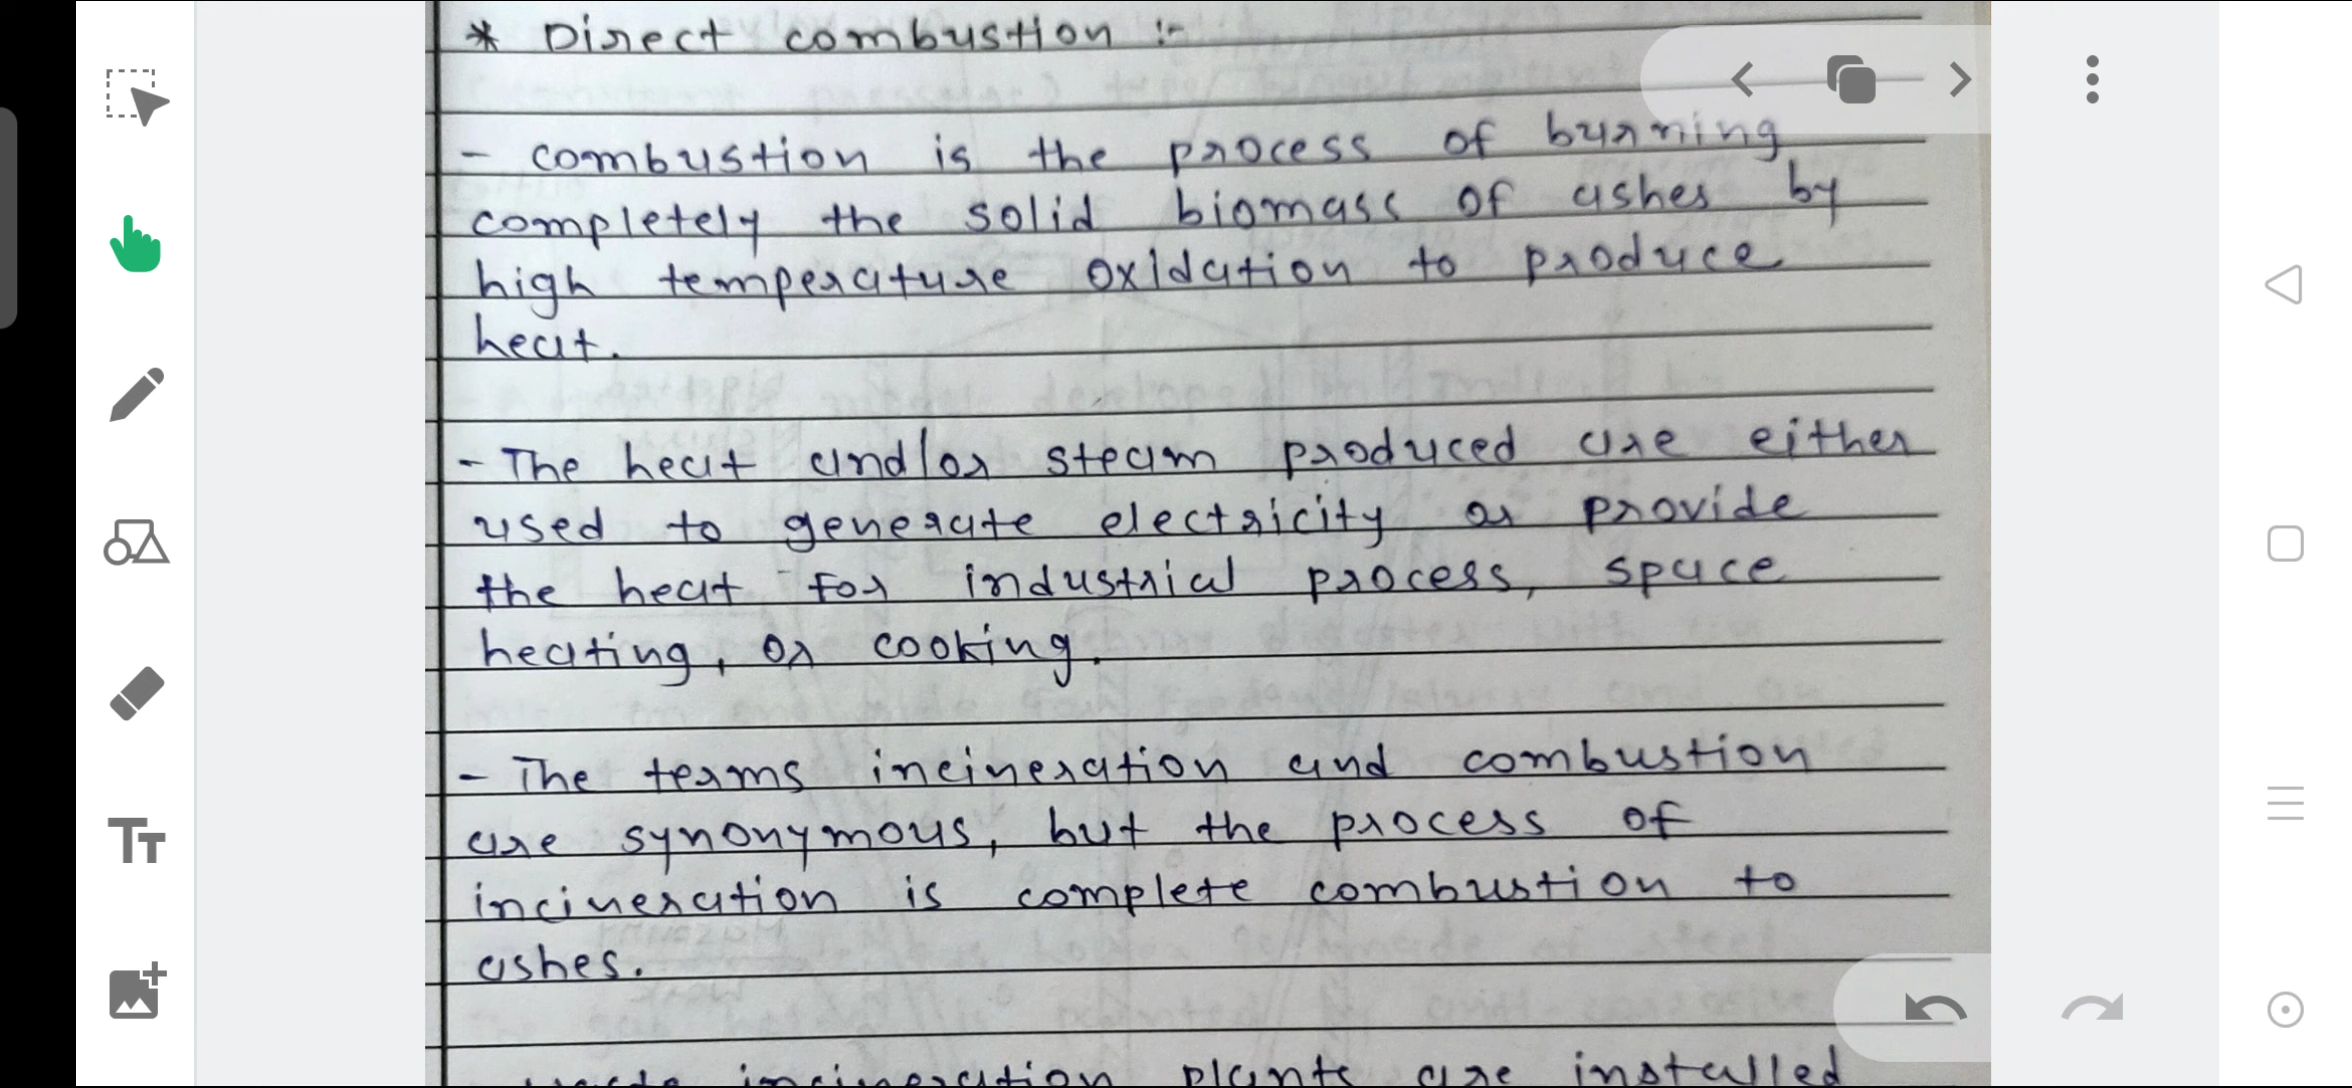 * Direct combustion :-
- combustion is the process of burning
completely the solid biomass of ashes by
high temperature oxidation to produce
heat.
- The heat and/or steam produced are either
used to generate electricity or provide
the heat for industrial process, space
heating, or cooking.
- The terms incineration and combustion
are synonymous, but the process of
incineration is complete combustion to
ashes.
incineration plants are installed
TT